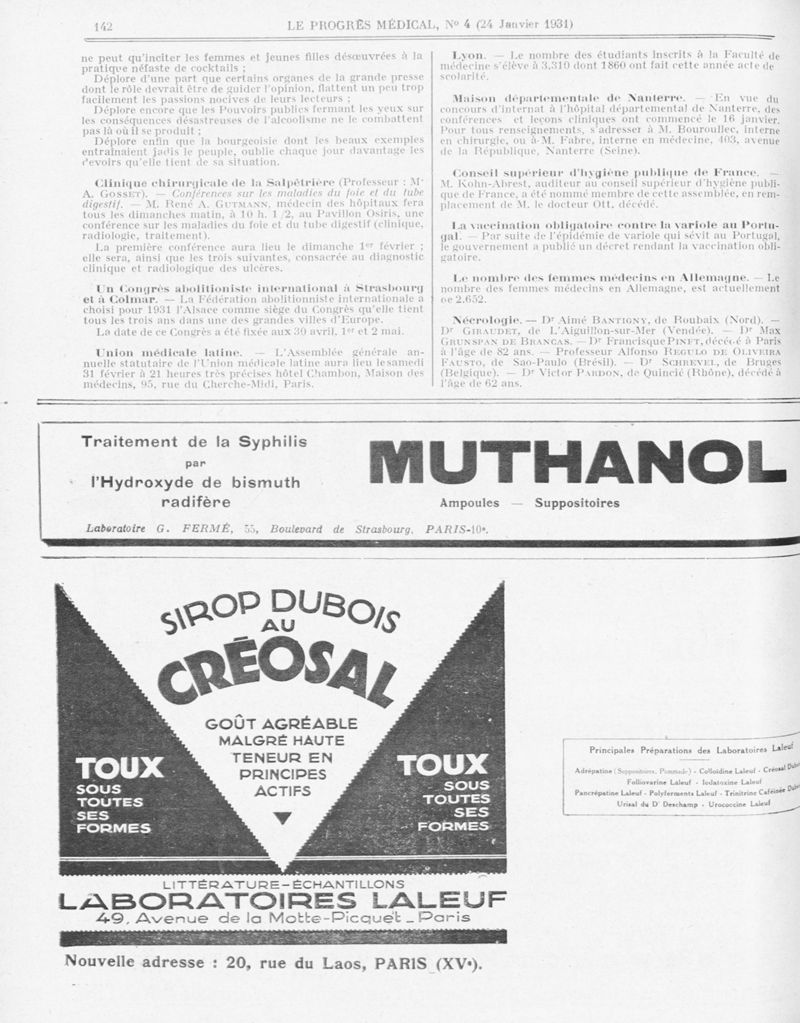 142
LE PROGRÈS MÉDICAL, No 4 (24 Janvier 1931)
ne peut qu'inciter les femmes et jeunes filles désœuvrées à la
pratique néfaste de cocktails ;
Déplore d'une part que certains organes de la grande presse
dont le rôle devrait être de guider l'opinion, flattent un peu trop
facilement les passions nocives de leurs lecteurs ;
Déplore encore que les Pouvoirs publics fermant les yeux sur
les conséquences désastreuses de l'alcoolisme ne le combattent
pas là où il se produit ;
Déplore enfin que la bourgeoisie dont les beaux exemples
entraînaient jadis le peuple, oublie chaque jour davantage les
devoirs qu'elle tient de sa situation.
Clinique chirurgicale de la Salpêtrière (Professeur : Mr
A. GOSSET). — Conférences sur les maladies du foie et du tube
digestif. — M. René A. GUTMANN, médecin des hôpitaux fera
tous les dimanches matin, à 10 h. 1/2, au Pavillon Osiris, une
conférence sur les maladies du foie et du tube digestif (clinique,
radiologie, traitement).
La première conférence aura lieu le dimanche 1er février ;
elle sera, ainsi que les trois suivantes, consacrée au diagnostic
clinique et radiologique des ulcères.
Un Congrès abolitionniste international à Strasbourg
et à Colmar. — La Fédération abolitionniste internationale a
choisi pour 1931 l'Alsace comme siège du Congrès qu'elle tient
tous les trois ans dans une des grandes villes d'Europe.
La date de ce Congrès a été fixée aux 30 avril, 1er et 2 mai.
Union médicale latine. — L'Assemblée générale an-
nuelle statutaire de l'Union médicale latine aura lieu le samedi
31 février à 21 heures très précises hôtel Chambon, Maison des
médecins, 95, rue du Cherche-Midi, Paris.
Lyon. — Le nombre des étudiants inscrits à la Faculté de
médecine s'élève à 3,310 dont 1860 ont fait cette année acte de
scolarité.
Maison départementale de Nanterre. — En vue du
concours d'internat à l'hôpital départemental de Nanterre, des
conférences et leçons cliniques ont commencé le 16 janvier.
Pour tous renseignements, s'adresser à M. Bouroullec, interne
en chirurgie, ou à M. Fabre, interne en médecine, 403, avenue
de la République, Nanterre (Seine).
Conseil supérieur d'hygiène publique de France. —
M. Kohn-Abrest, auditeur au conseil supérieur d'hygiène publi-
que de France, a été nommé membre de cette assemblée, en rem-
placement de M. le docteur Ott, décédé.
La vaccination obligatoire contre la variole au Portu-
gal. — Par suite de l'épidémie de variole qui sévit au Portugal,
le gouvernement a publié un décret rendant la vaccination obli-
gatoire.
Le nombre des femmes médecins en Allemagne. — Le
nombre des femmes médecins en Allemagne, est actuellement
de 2.652.
Nécrologie. — Dr Aimé BANTIGNY, de Roubaix (Nord). —
Dr GIRAUDET, de L'Aiguillon-sur-Mer (Vendée). — Dr Max
GRUNSPAN DE BRANCAS. — Dr Francisque PINET, décédé à Paris
à l'âge de 82 ans. — Professeur Alfonso REGULO DE OLIVEIRA
FAUSTO, de Sao-Paulo (Brésil). — Dr SCHREVEL, de Bruges
(Belgique). — Dr Victor PARDON, de Quincié (Rhône), décédé à
l'âge de 62 ans.
Traitement de la Syphilis
par
l'Hydroxyde de bismuth
radifère
MUTHANOL
Ampoules — Suppositoires
Laboratoire G. FERMÉ, 55, Boulevard de Strasbourg, PARIS-10e.
SIROP DUBOIS
AU
CRÉOSAL
GOÛT AGRÉABLE
MALGRÉ HAUTE
TENEUR EN
PRINCIPES
ACTIFS
TOUX
SOUS
TOUTES
SES
FORMES
TOUX
SOUS
TOUTES
SES
FORMES
LITTÉRATURE-ÉCHANTILLONS
LABORATOIRES LALEUF
49, Avenue de la Motte-Picquet _ Paris
Nouvelle adresse : 20, rue du Laos, PARIS (XVe).
Principales Préparations des Laboratoires Laleuf
Adrépatine (Suppositoires, Pommade) - Colloïdine Laleuf - Créosal Dubois
Folliovarine Laleuf - Iodatoxine Laleuf
Pancrépatine Laleuf - Polyferments Laleuf - Trinitrine Caféinée Dubois
Urisal du Dr Deschamp - Urococcine Laleuf